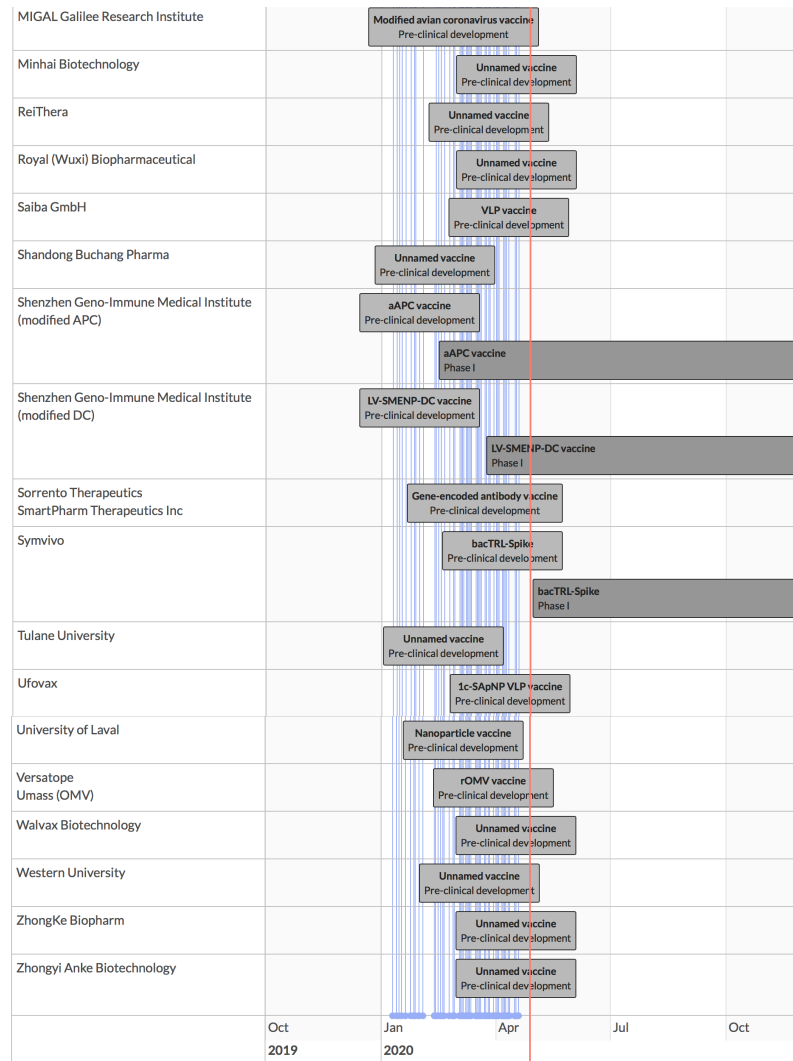 MIGAL Galilee Research Institute
Modified avian coronavirus vaccine
Pre-clinical development
Minhai Biotechnology
Unnamed vaccine
Pre-clinical development
ReiThera
Unnamed vaccine
Pre-clinical development
Royal (Wuxi) Biopharmaceutical
Unnamed vaccine
Pre-clinical development
Saiba GmbH
VLP vaccine
Pre-clinical development
Shandong Buchang Pharma
Unnamed vaccine
Pre-clinical development
Shenzhen Geno-Immune Medical Institute
(modified APC)
aAPC vaccine
Pre-clinical development
aAPC vaccine
Phase I
Shenzhen Geno-Immune Medical Institute
(modified DC)
LV-SMENP-DC vaccine
Pre-clinical development
LV-SMENP-DC vaccine
Phase I
Sorrento Therapeutics
SmartPharm Therapeutics Inc
Gene-encoded antibody vaccine
Pre-clinical development
Symvivo
bacTRL-Spike
Pre-clinical development
bacTRL-Spike
Phase I
Tulane University
Unnamed vaccine
Pre-clinical development
Ufovax
1c-SApNP VLP vaccine
Pre-clinical development
University of Laval
Nanoparticle vaccine
Pre-clinical development
Versatope
Umass (OMV)
rOMV vaccine
Pre-clinical development
Walvax Biotechnology
Unnamed vaccine
Pre-clinical development
Western University
Unnamed vaccine
Pre-clinical development
ZhongKe Biopharm
Unnamed vaccine
Pre-clinical development
Zhongyi Anke Biotechnology
Unnamed vaccine
Pre-clinical development
Oct Jan Apr Jul Oct
2019 2020